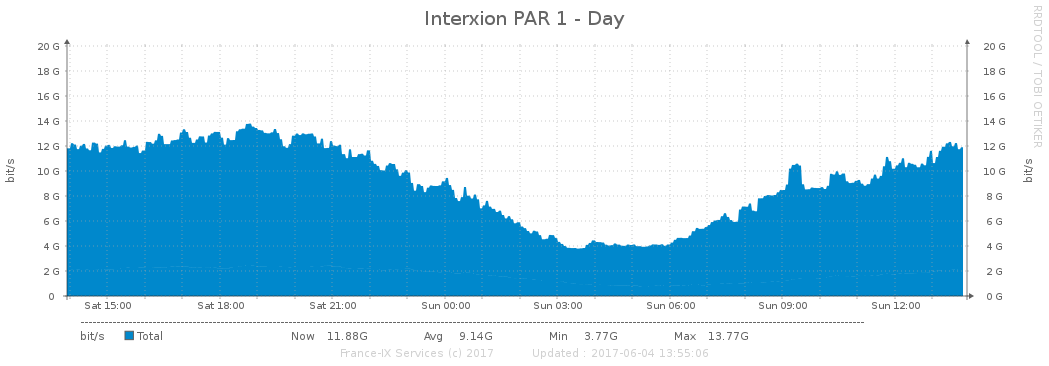 Interxion PAR 1 - Day
RRDTOOL / TOBI OETIKER
bit/s
20 G 20 G
18 G 18 G
16 G 16 G
14 G 14 G
12 G 12 G
10 G 10 G
8 G 8 G
6 G 6 G
4 G 4 G
2 G 2 G
0 0 G
bit/s
Sat 15:00 Sat 18:00 Sat 21:00 Sun 00:00 Sun 03:00 Sun 06:00 Sun 09:00 Sun 12:00
bit/s Total Now 11.88G Avg 9.14G Min 3.77G Max 13.77G
France-IX Services (c) 2017 Updated : 2017-06-04 13:55:06